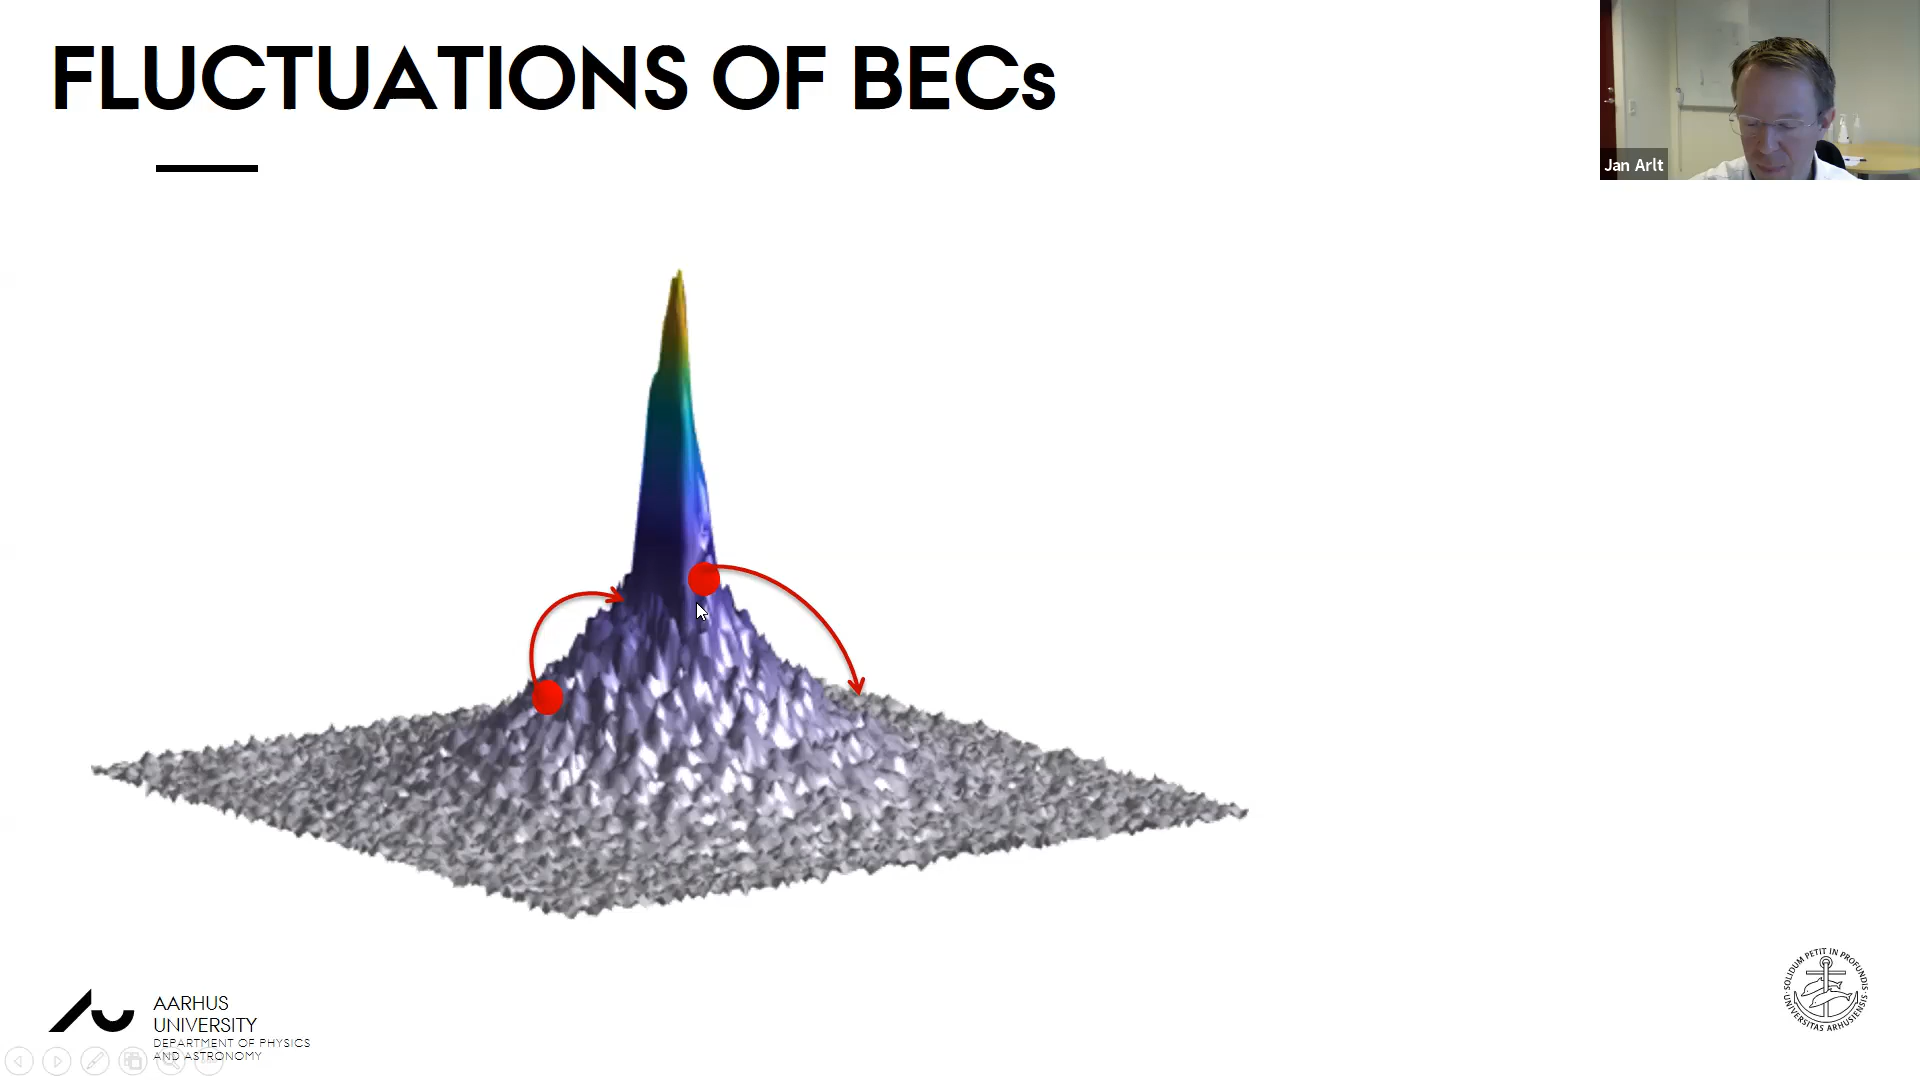 FLUCTUATIONS OF BECs
Jan Arlt
AARHUS
UNIVERSITY
DEPARTMENT OF PHYSICS
AND ASTRONOMY
SOLIDUM PETIT IN PROFUNDIS
UNIVERSITAS ARHUSIENSIS